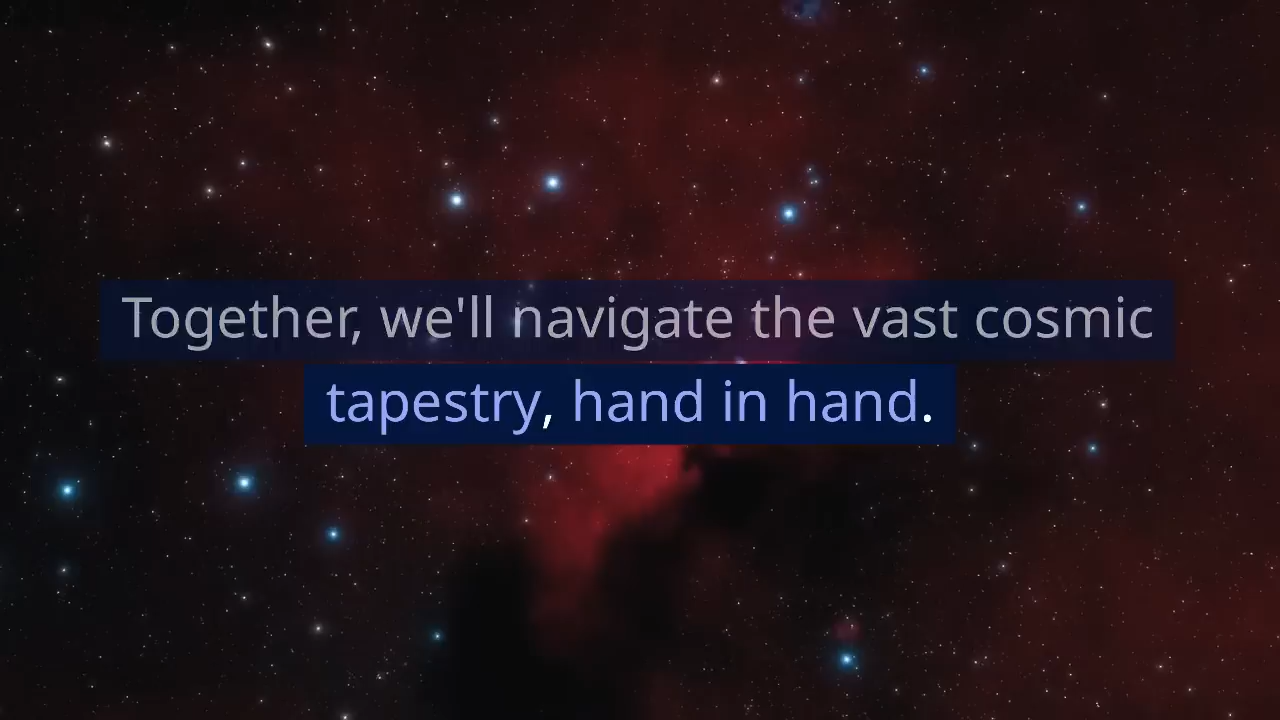 Together, we'll navigate the vast cosmic
tapestry, hand in hand.